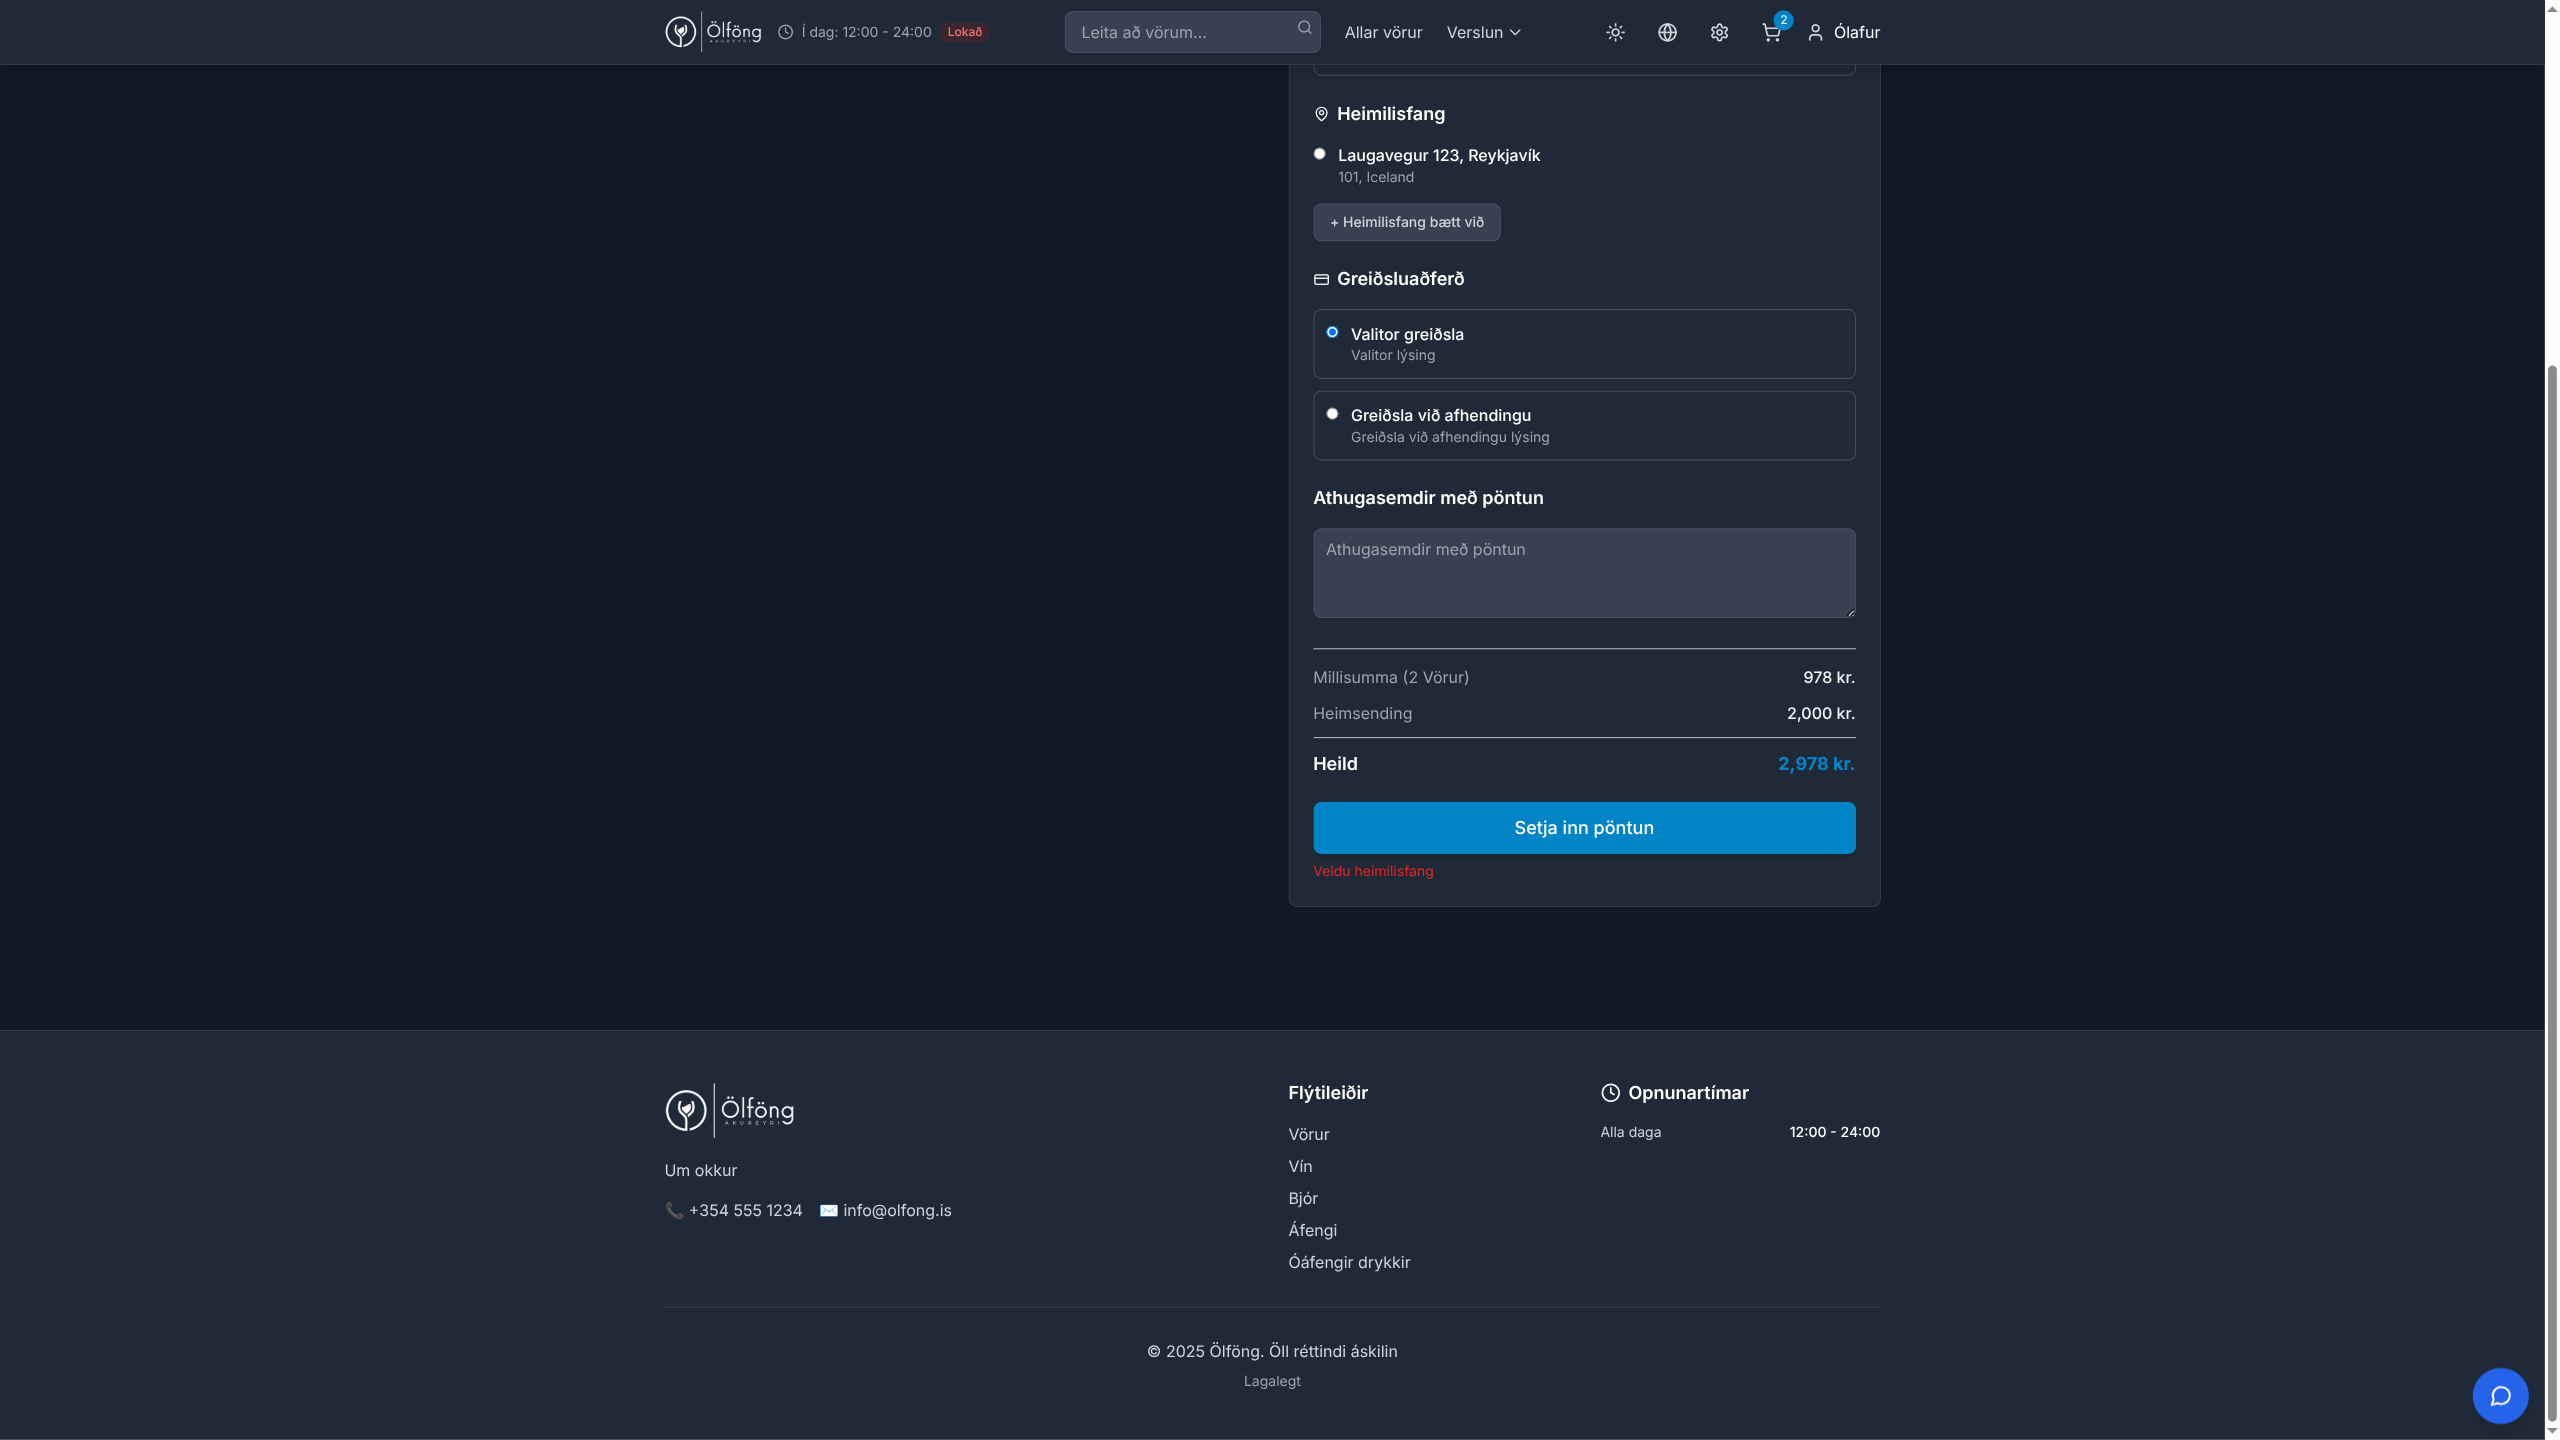 Ölföng
AKUREYRI
Í dag: 12:00 - 24:00
Lokað
Leita að vörum...
Allar vörur
Verslun
2
Ólafur
Heimilisfang
Laugavegur 123, Reykjavík
101, Iceland
+ Heimilisfang bætt við
Greiðsluaðferð
Valitor greiðsla
Valitor lýsing
Greiðsla við afhendingu
Greiðsla við afhendingu lýsing
Athugasemdir með pöntun
Athugasemdir með pöntun
Millisumma (2 Vörur) 978 kr.
Heimsending 2,000 kr.
Heild 2,978 kr.
Setja inn pöntun
Veldu heimilisfang
Ölföng
AKUREYRI
Um okkur
+354 555 1234
info@olfong.is
Flýtileiðir
Vörur
Vín
Bjór
Áfengi
Óáfengir drykkir
Opnunartímar
Alla daga 12:00 - 24:00
© 2025 Ölföng. Öll réttindi áskilin
Lagalegt